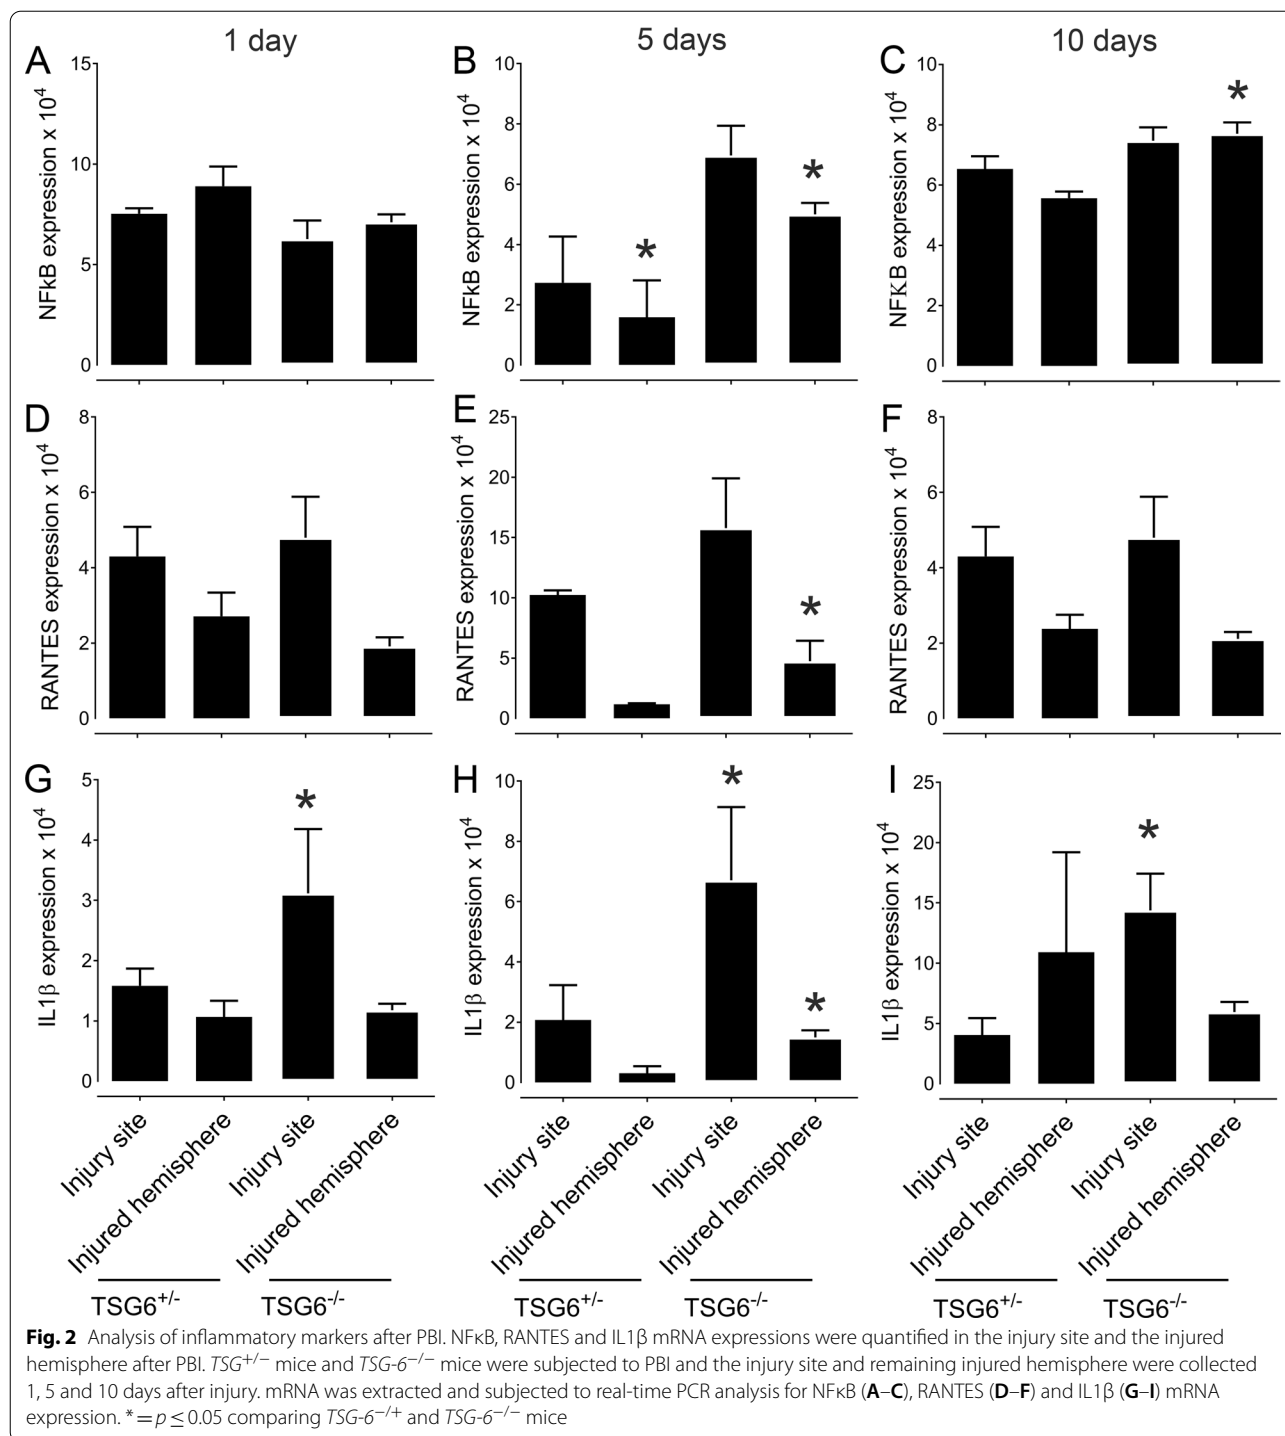 1 day
5 days
10 days
A
NFkB expression x 10⁴
15
10
5
0
B
NFkB expression x 10⁴
10
8
6
4
2
0
*
*
C
NFKB expression x 10⁴
10
8
6
4
2
0
*
D
RANTES expression x 10⁴
8
6
4
2
0
E
RANTES expression x 10⁴
25
20
15
10
5
0
*
F
RANTES expression x 10⁴
8
6
4
2
0
G
IL1β expression x 10⁴
5
4
3
2
1
0
*
H
IL1β expression x 10⁴
10
8
6
4
2
0
*
*
I
IL1β expression x 10⁴
25
20
15
10
5
0
*
Injury site
Injured hemisphere
Injury site
Injured hemisphere
Injury site
Injured hemisphere
Injury site
Injured hemisphere
Injury site
Injured hemisphere
Injury site
Injured hemisphere
TSG6⁺/⁻
TSG6⁻/⁻
TSG6⁺/⁻
TSG6⁻/⁻
TSG6⁺/⁻
TSG6⁻/⁻
Fig. 2 Analysis of inflammatory markers after PBI. NFκB, RANTES and IL1β mRNA expressions were quantified in the injury site and the injured
hemisphere after PBI. TSG⁺/⁻ mice and TSG-6⁻/⁻ mice were subjected to PBI and the injury site and remaining injured hemisphere were collected
1, 5 and 10 days after injury. mRNA was extracted and subjected to real-time PCR analysis for NFκB (A–C), RANTES (D–F) and IL1β (G–I) mRNA
expression. * = p ≤ 0.05 comparing TSG-6⁻/⁺ and TSG-6⁻/⁻ mice